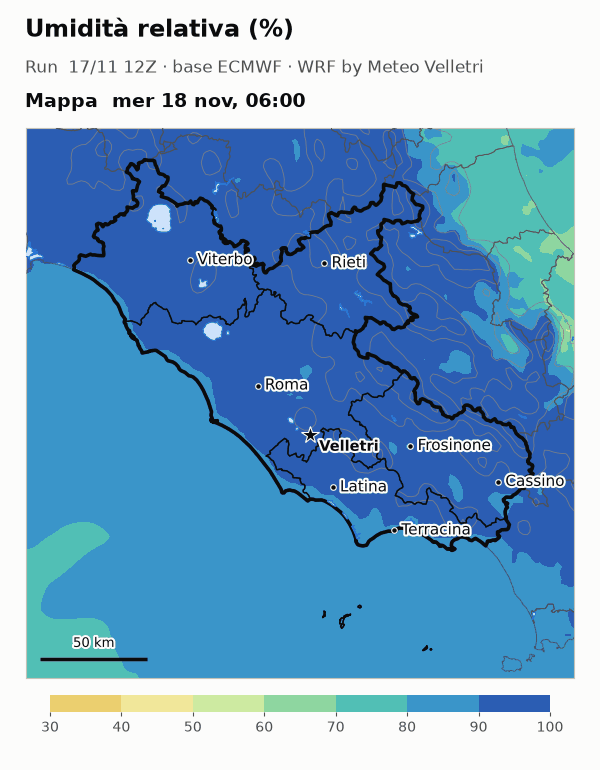 Umidità relativa (%)
Run 17/11 12Z · base ECMWF · WRF by Meteo Velletri
Mappa mer 18 nov, 06:00
Viterbo
Rieti
Roma
Velletri
Frosinone
Cassino
Latina
Terracina
50 km
30 40 50 60 70 80 90 100